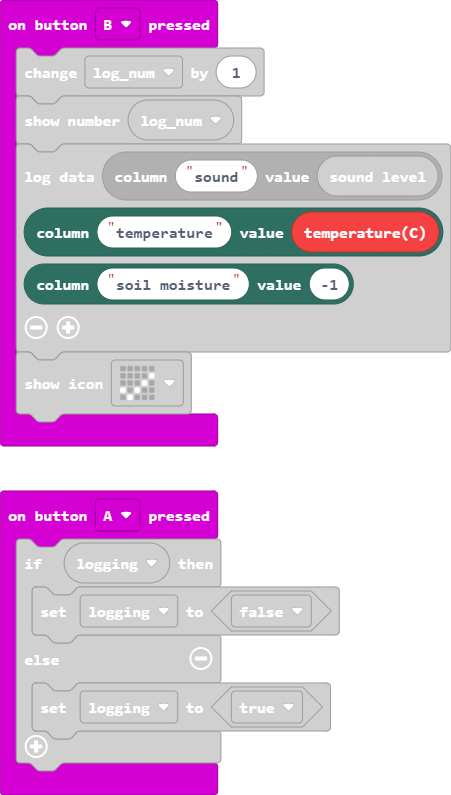 on button B pressed
change log_num by 1
show number log_num
log data column "sound" value sound level
column "temperature" value temperature(C)
column "soil moisture" value -1
show icon
on button A pressed
if logging then
set logging to false
else
set logging to true